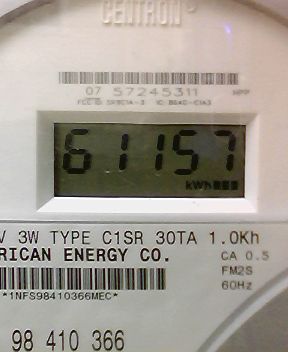 CENTRON
07 57245311
61157
kWh
V 3W TYPE C1SR 30TA 1.0Kh
RICAN ENERGY CO.
CA 0.5
FM2S
60Hz
*1NFS98410366MEC*
98 410 366